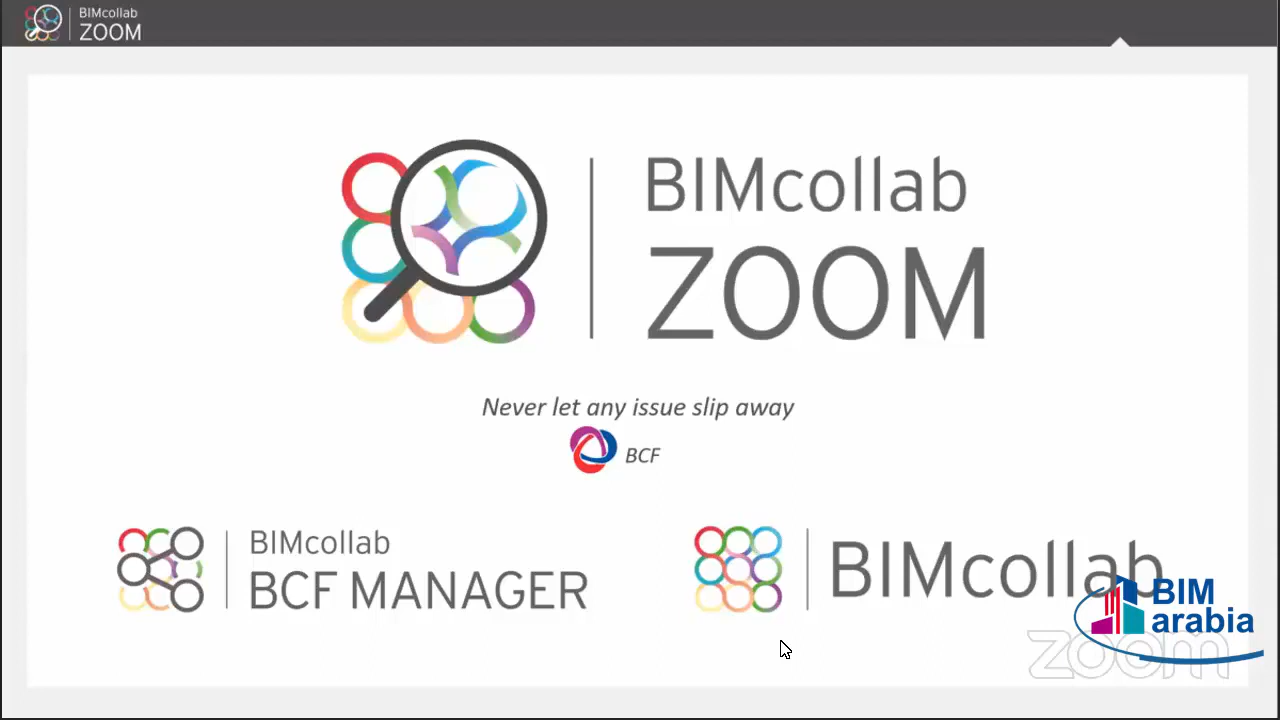 BIMcollab
ZOOM
BIMcollab
ZOOM
Never let any issue slip away
BCF
BIMcollab
BCF MANAGER
BIMcollab
BIM
arabia
zoom